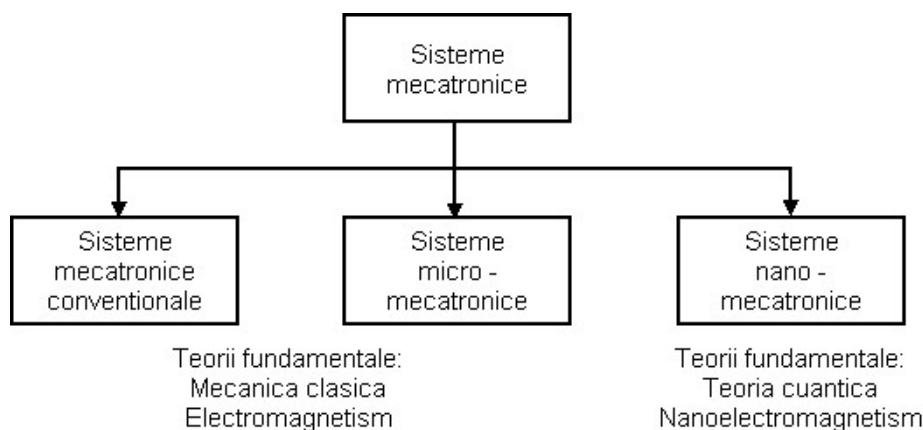 Sisteme
mecatronice
Sisteme
mecatronice
conventionale
Sisteme
micro -
mecatronice
Sisteme
nano -
mecatronice
Teorii fundamentale:
Mecanica clasica
Electromagnetism
Teorii fundamentale:
Teoria cuantica
Nanoelectromagnetism